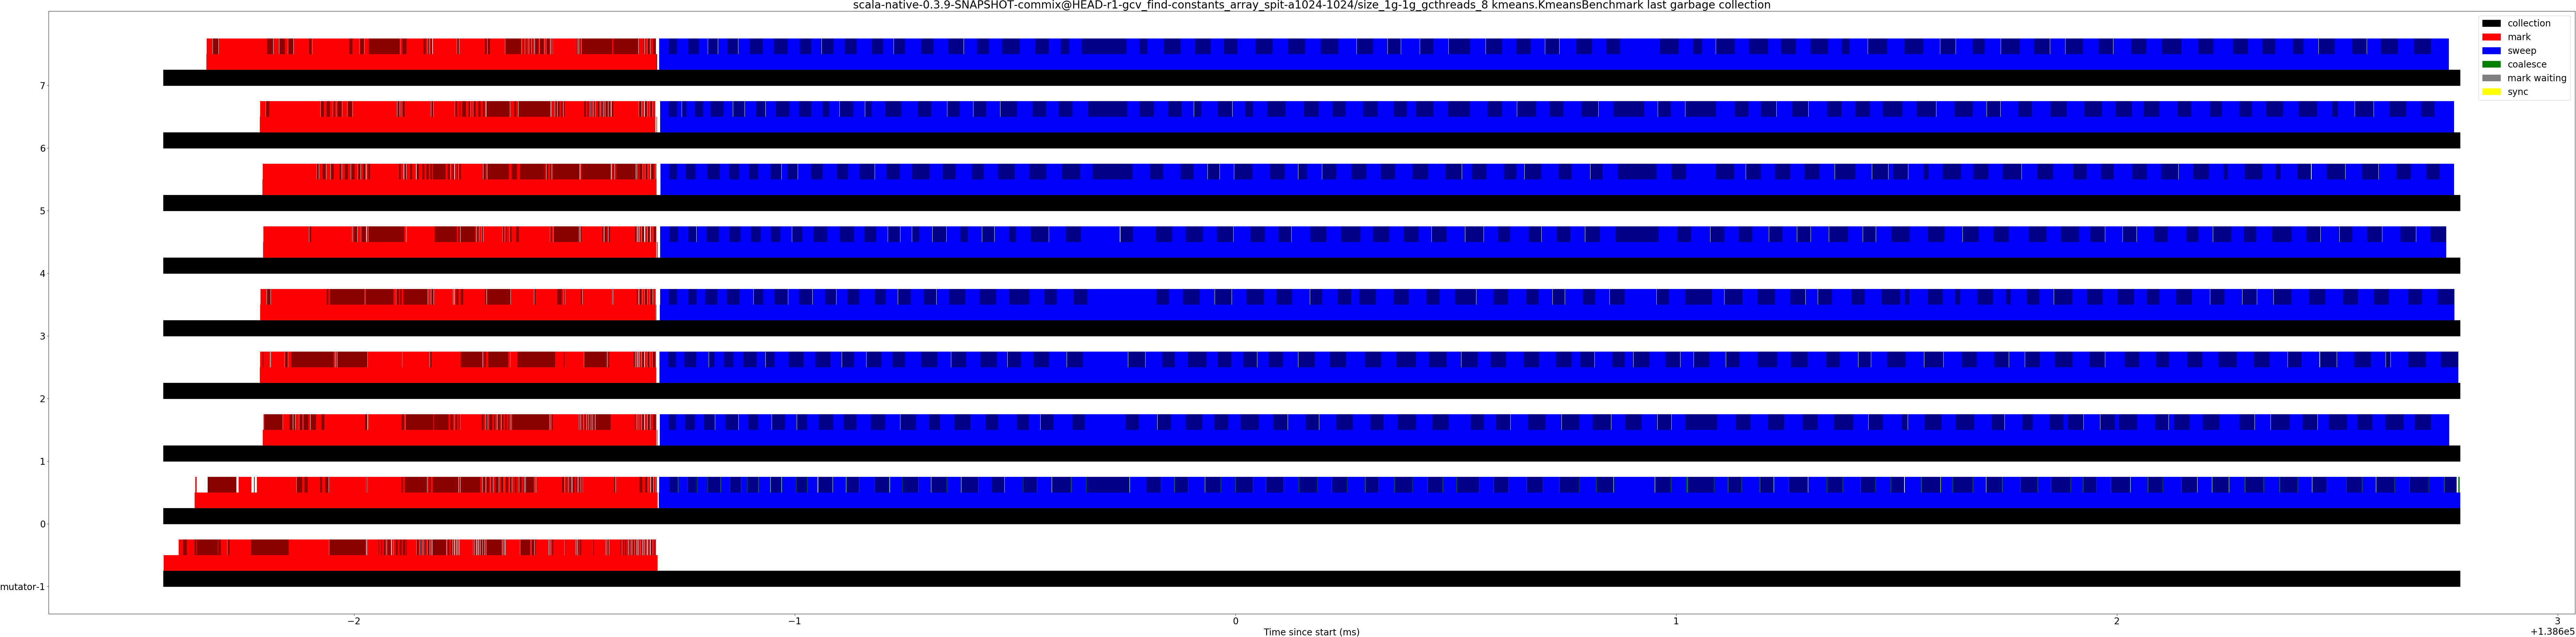 scala-native-0.3.9-SNAPSHOT-commix@HEAD-r1-gcv_find-constants_array_spit-a1024-1024/size_1g-1g_gcthreads_8 kmeans.KmeansBenchmark last garbage collection
collection
mark
sweep
coalesce
mark waiting
sync
7
6
5
4
3
2
1
0
mutator-1
−2
−1
0
1
2
3
Time since start (ms)
+1.386e5